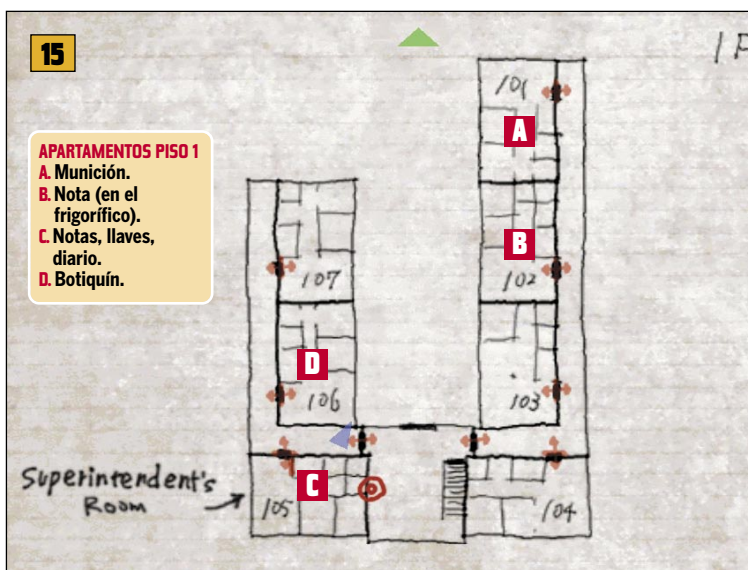 15
1F
APARTAMENTOS PISO 1
A. Munición.
B. Nota (en el
frigorífico).
C. Notas, llaves,
diario.
D. Botiquín.
101
A
B
102
107
D
106
103
Superintendent's
Room
C
105
104